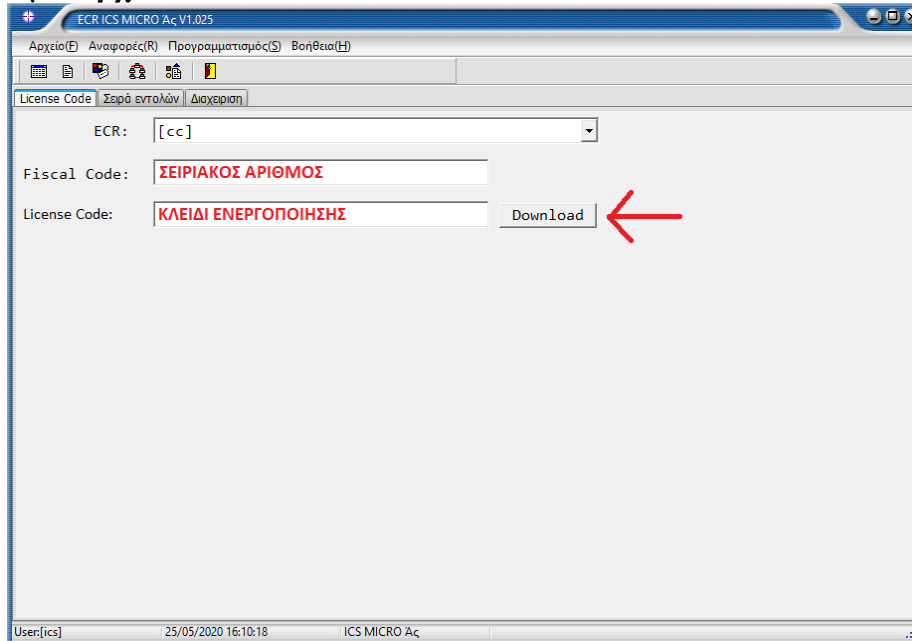 ECR ICS MICRO Άς V1.025
Αρχείο(F) Αναφορές(R) Προγραμματισμός(S) Βοήθεια(H)
License Code Σειρά εντολών Διαχειριση
ECR: [cc]
Fiscal Code: ΣΕΙΡΙΑΚΟΣ ΑΡΙΘΜΟΣ
License Code: ΚΛΕΙΔΙ ΕΝΕΡΓΟΠΟΙΗΣΗΣ Download
User:[ics] 25/05/2020 16:10:18 ICS MICRO Άς